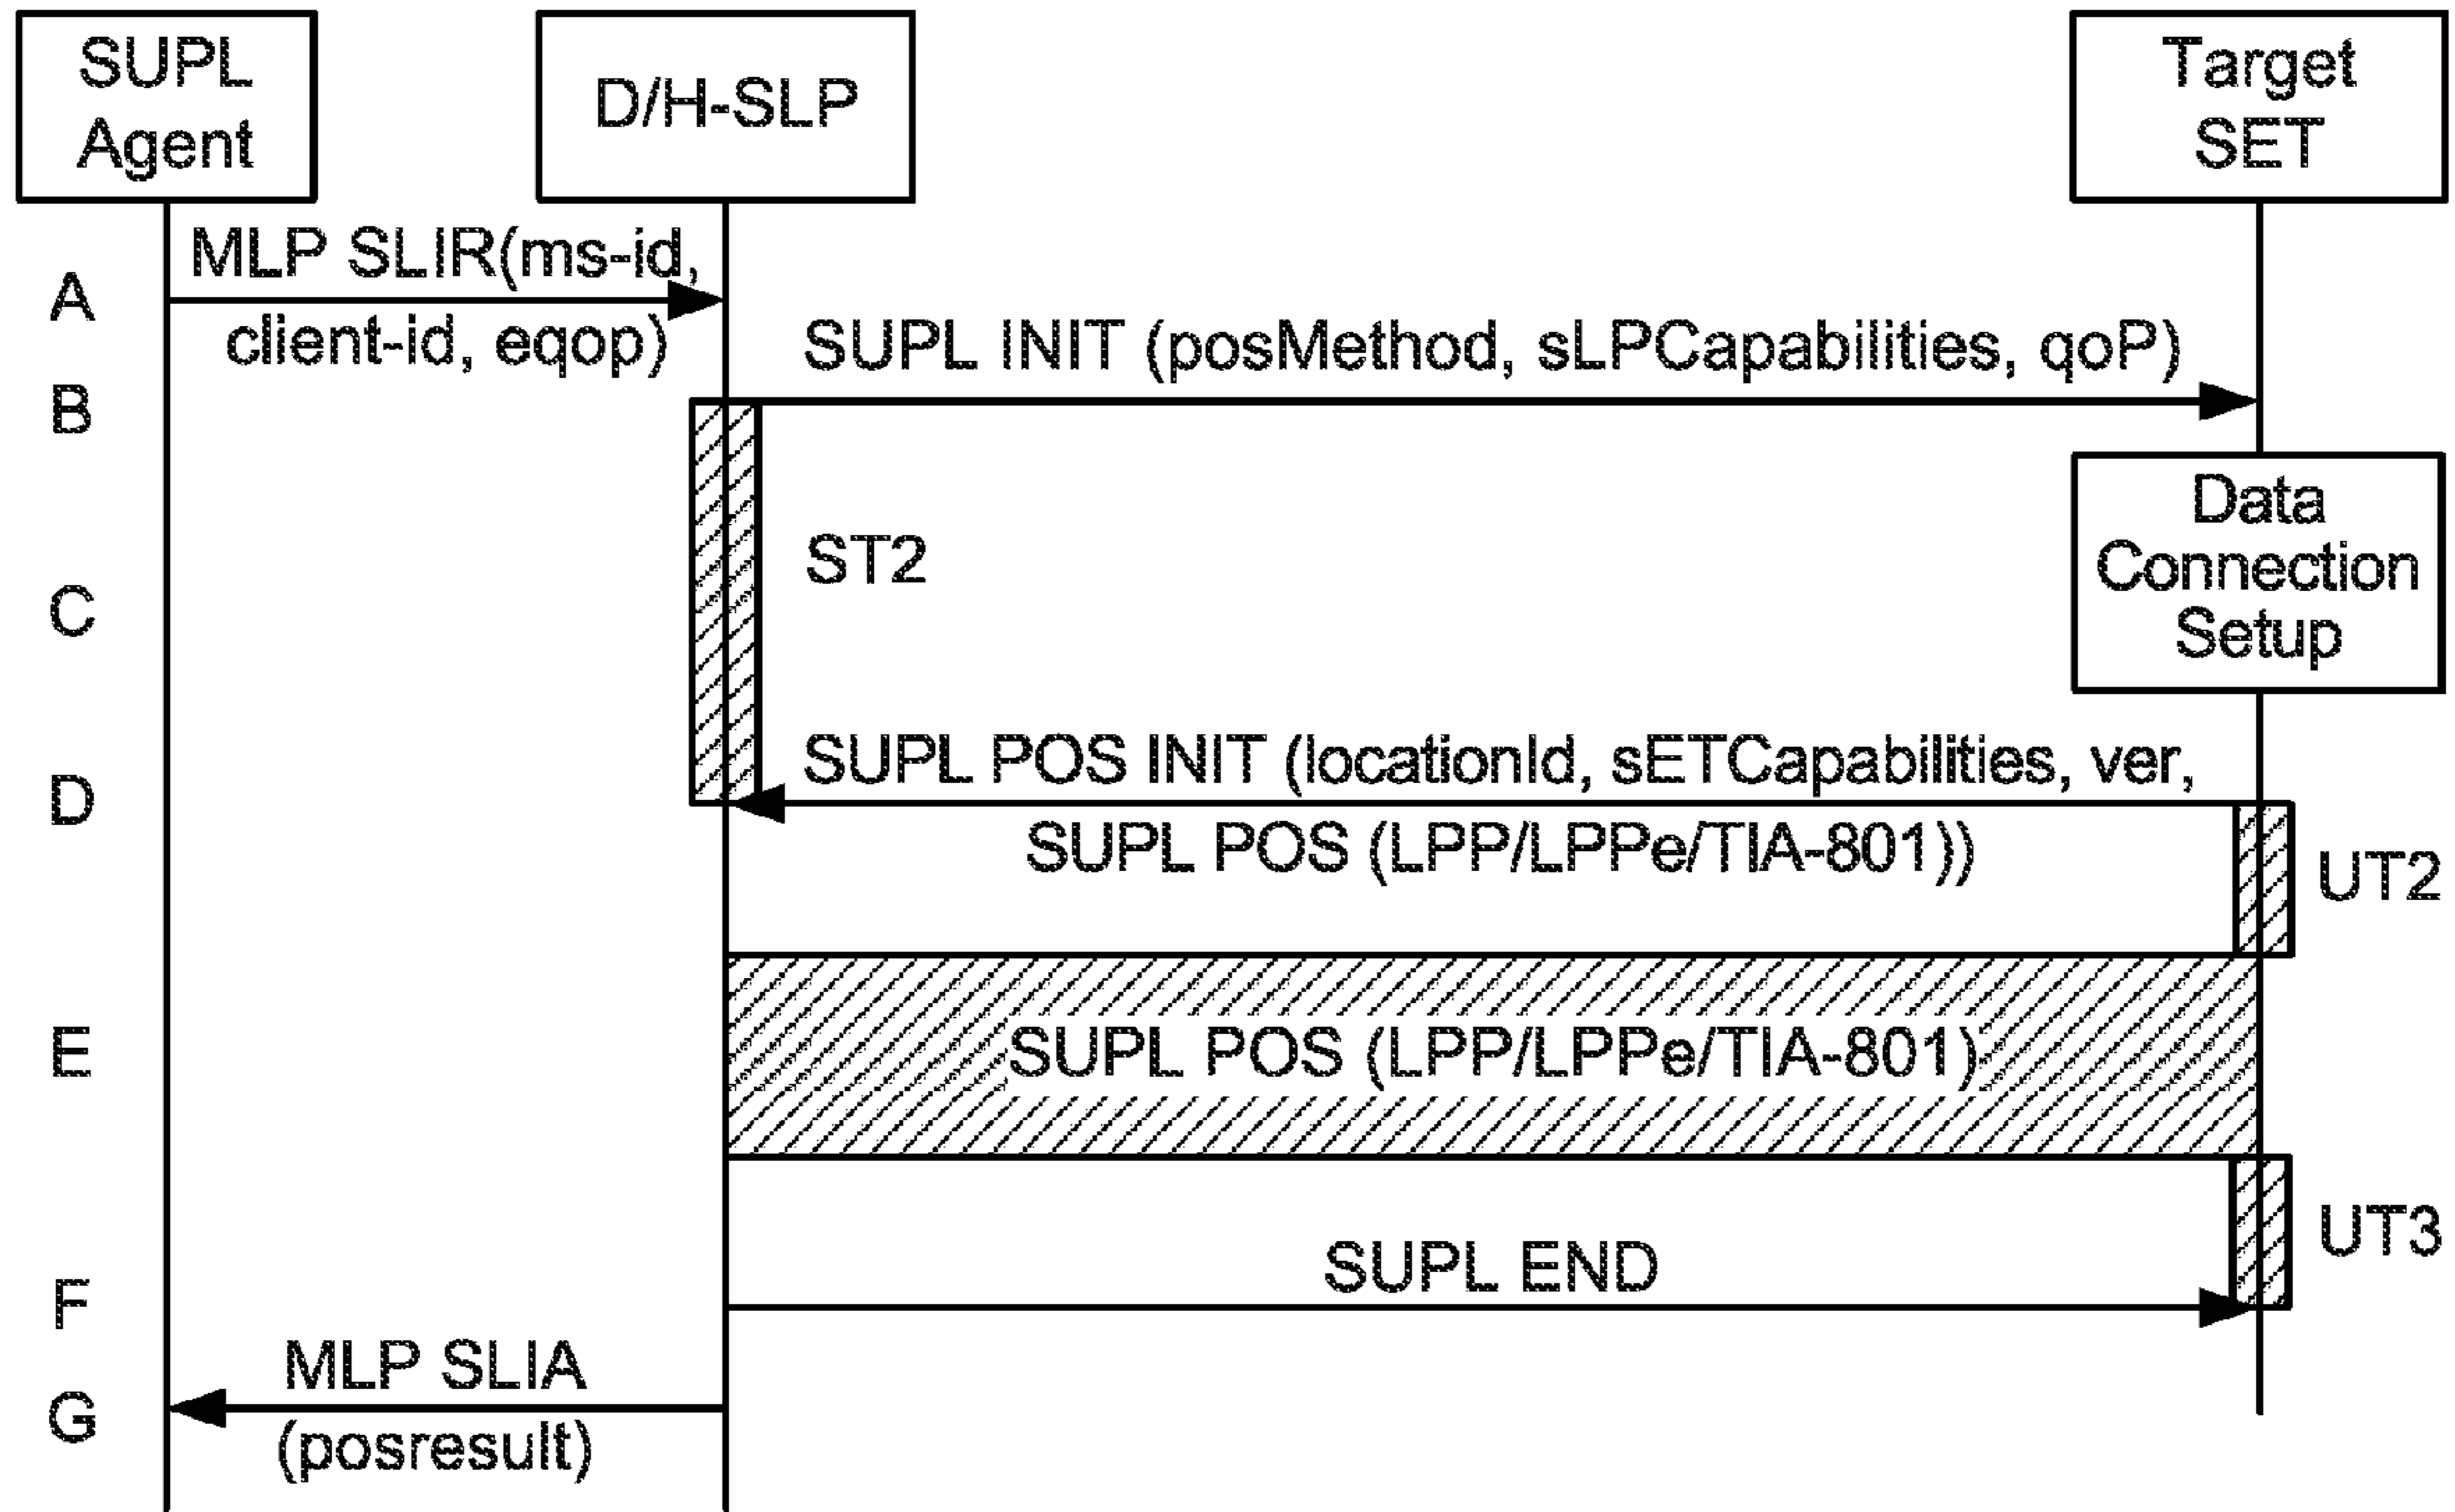 SUPL
Agent
D/H-SLP
Target
SET
A
MLP SLIR(ms-id,
client-id, eqop)
B
SUPL INIT (posMethod, sLPCapabilities, qoP)
C
ST2
Data
Connection
Setup
D
SUPL POS INIT (locationId, sETCapabilities, ver,
SUPL POS (LPP/LPPe/TIA-801))
UT2
E
SUPL POS (LPP/LPPe/TIA-801)
UT3
F
SUPL END
G
MLP SLIA
(posresult)